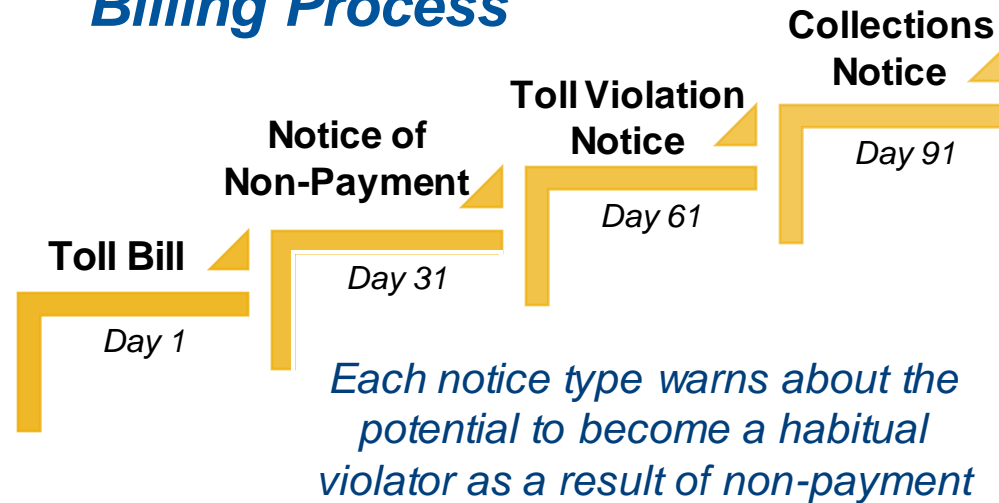 Billing Process
Collections
Notice
Day 91
Toll Violation
Notice
Day 61
Notice of
Non-Payment
Day 31
Toll Bill
Day 1
Each notice type warns about the
potential to become a habitual
violator as a result of non-payment